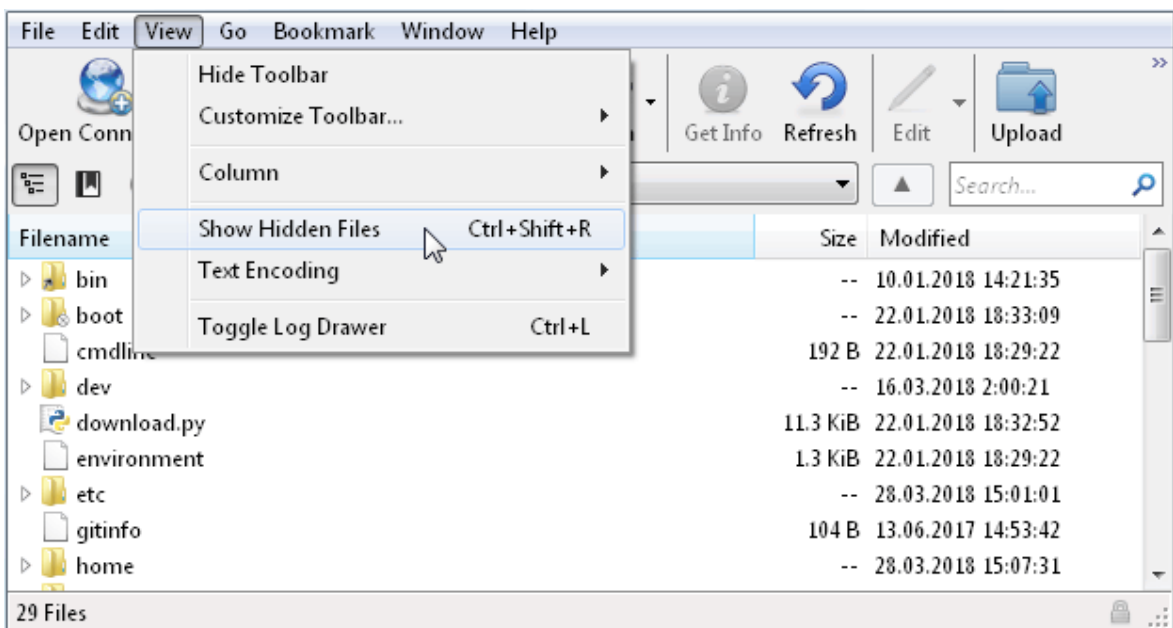 File Edit View Go Bookmark Window Help
Hide Toolbar
Customize Toolbar...
Column
Show Hidden Files Ctrl+Shift+R
Text Encoding
Toggle Log Drawer Ctrl+L
Open Conn Get Info Refresh Edit Upload
Search...
Filename Size Modified
bin -- 10.01.2018 14:21:35
boot -- 22.01.2018 18:33:09
cmdline 192 B 22.01.2018 18:29:22
dev -- 16.03.2018 2:00:21
download.py 11.3 KiB 22.01.2018 18:32:52
environment 1.3 KiB 22.01.2018 18:29:22
etc -- 28.03.2018 15:01:01
gitinfo 104 B 13.06.2017 14:53:42
home -- 28.03.2018 15:07:31
29 Files